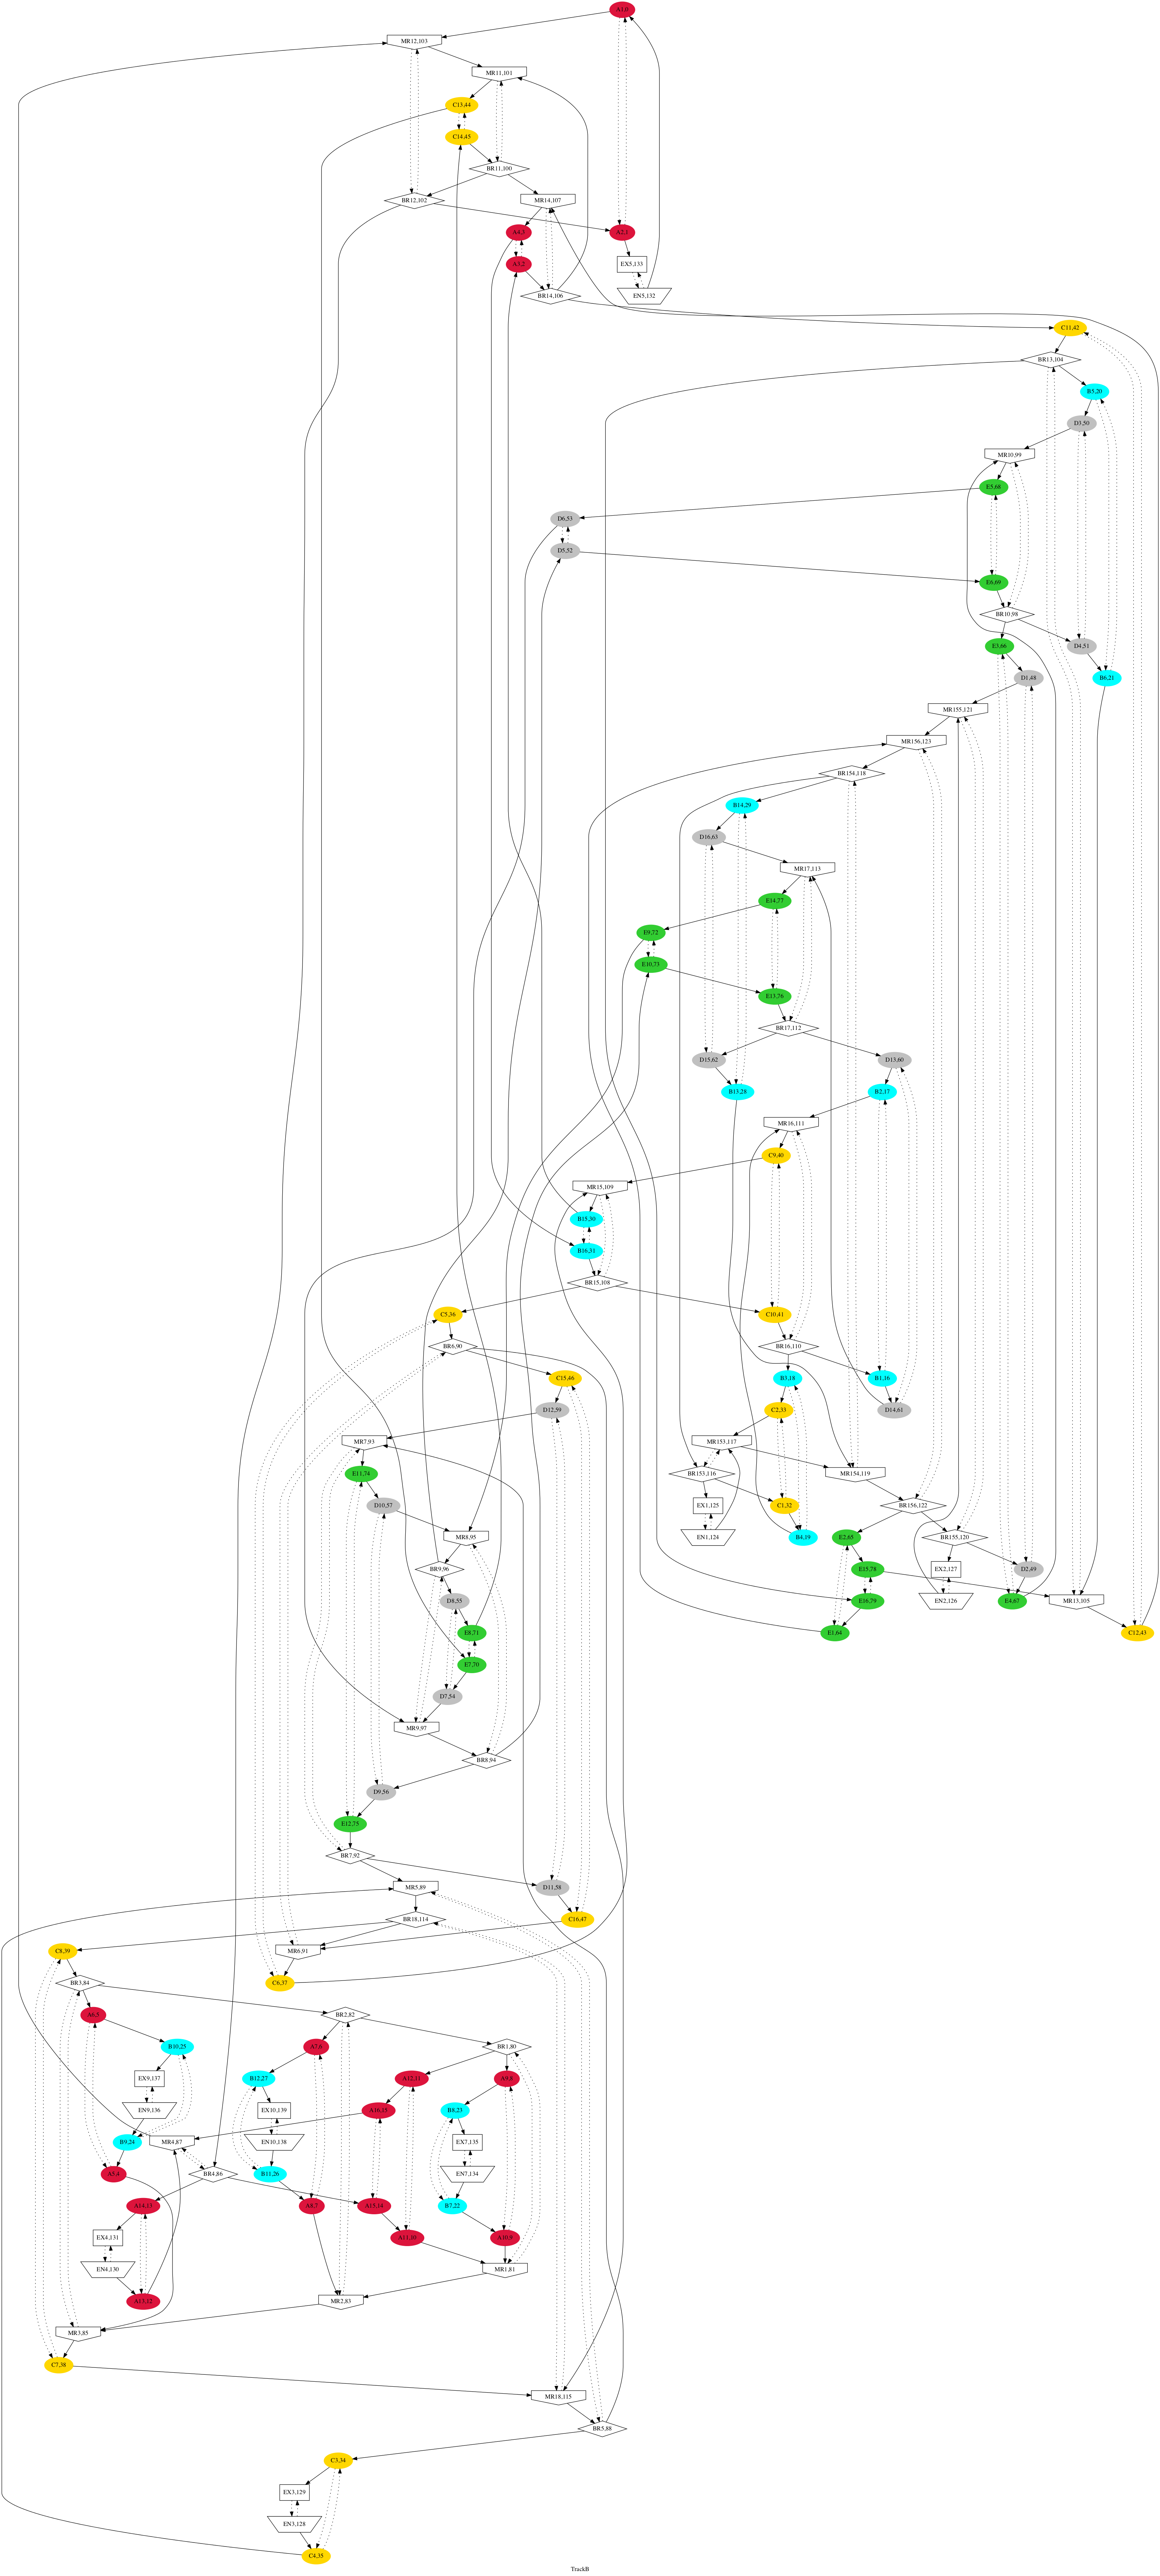 A1,0
MR12,103
MR11,101
C13,44
C14,45
BR11,100
BR12,102
MR14,107
A4,3
A2,1
A3,2
EX5,133
BR14,106
EN5,132
C11,42
BR13,104
B5,20
D3,50
MR10,99
E5,68
D6,53
D5,52
E6,69
BR10,98
E3,66
D4,51
D1,48
B6,21
MR155,121
MR156,123
BR154,118
B14,29
D16,63
MR17,113
E14,77
E9,72
E10,73
E13,76
BR17,112
D15,62
D13,60
B13,28
B2,17
MR16,111
C9,40
MR15,109
B15,30
B16,31
BR15,108
C5,36
C10,41
BR6,90
BR16,110
C15,46
B3,18
B1,16
D12,59
C2,33
D14,61
MR7,93
MR153,117
E11,74
BR153,116
MR154,119
D10,57
EX1,125
C1,32
BR156,122
MR8,95
EN1,124
B4,19
E2,65
BR155,120
BR9,96
E15,78
EX2,127
D2,49
D8,55
E16,79
EN2,126
E4,67
MR13,105
E8,71
E1,64
C12,43
E7,70
D7,54
MR9,97
BR8,94
D9,56
E12,75
BR7,92
MR5,89
D11,58
BR18,114
C16,47
C8,39
MR6,91
BR3,84
C6,37
A6,5
BR2,82
B10,25
A7,6
BR1,80
EX9,137
B12,27
A12,11
A9,8
EN9,136
EX10,139
A16,15
B8,23
B9,24
MR4,87
EN10,138
EX7,135
A5,4
BR4,86
B11,26
EN7,134
A14,13
A8,7
A15,14
B7,22
EX4,131
A11,10
A10,9
EN4,130
MR1,81
A13,12
MR2,83
MR3,85
C7,38
MR18,115
BR5,88
C3,34
EX3,129
EN3,128
C4,35
TrackB